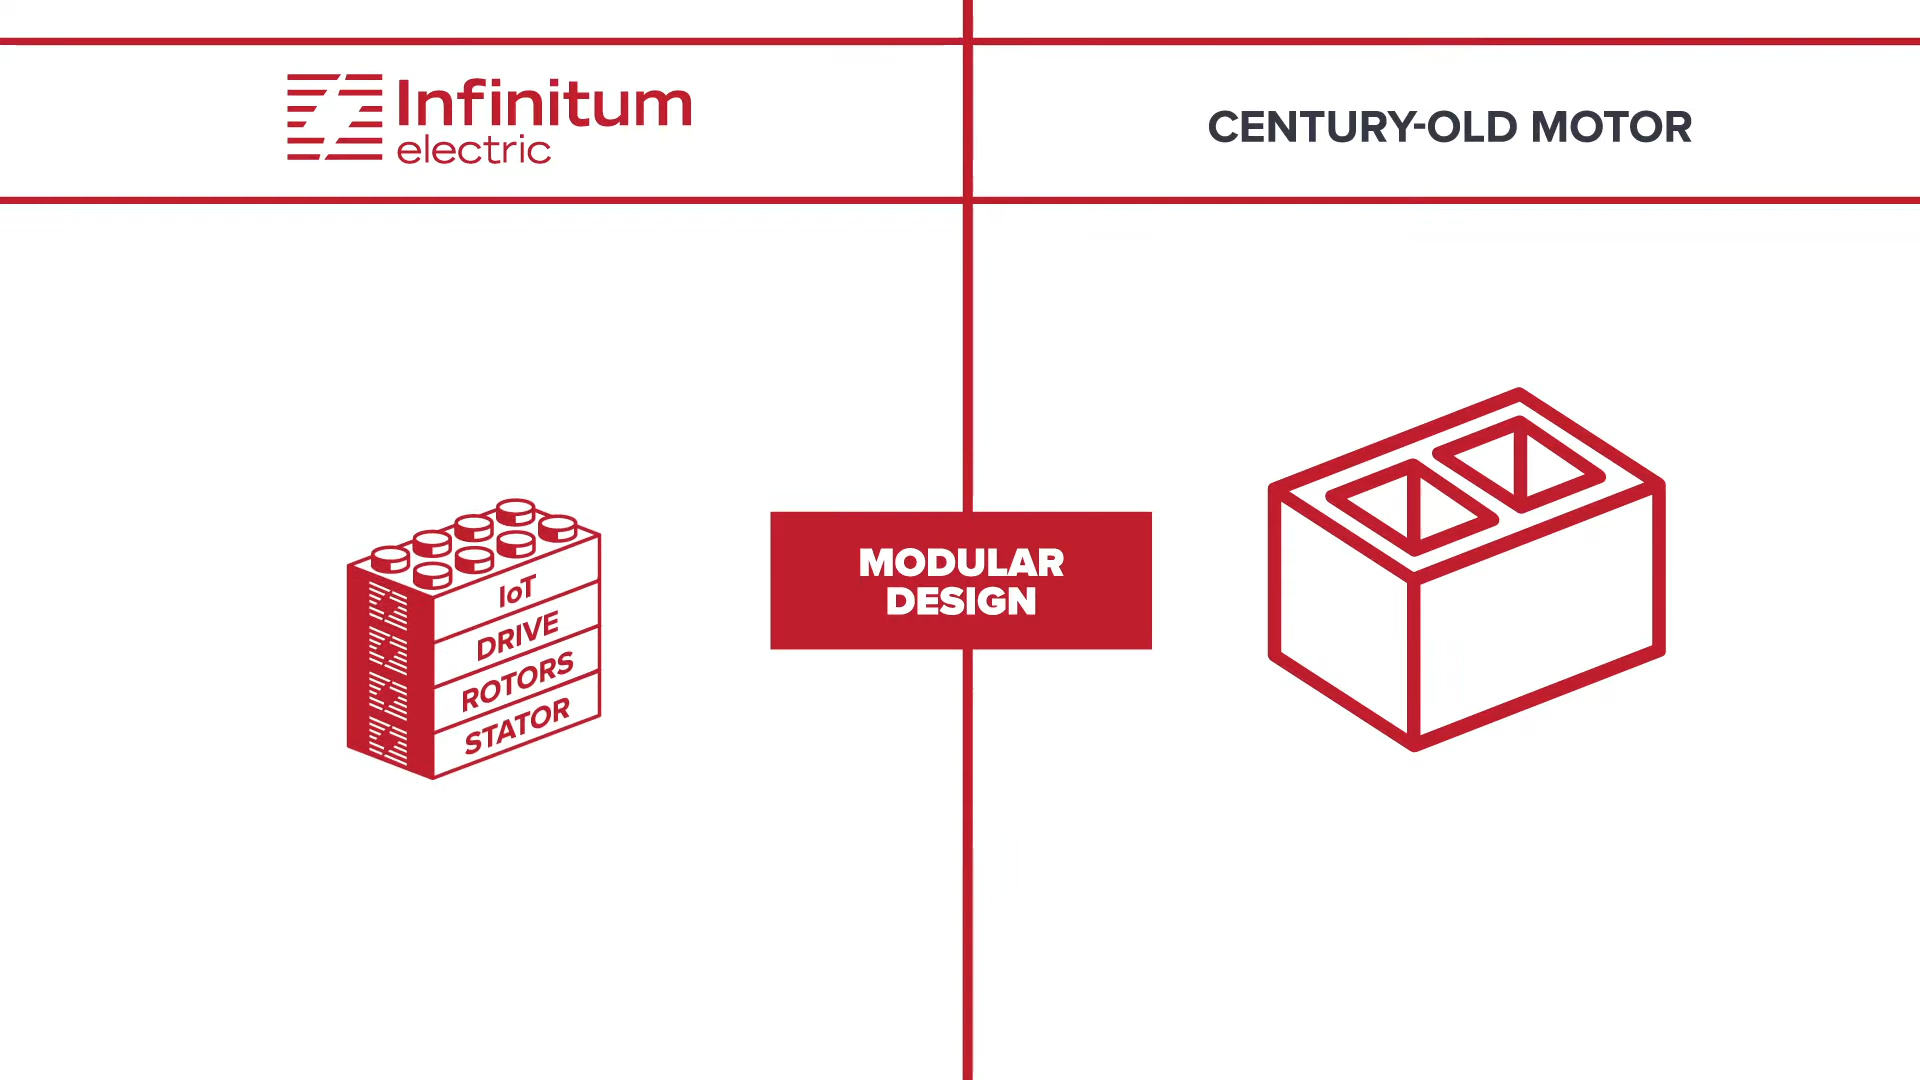 Infinitum
electric
CENTURY-OLD MOTOR
MODULAR
DESIGN
IoT
DRIVE
ROTORS
STATOR